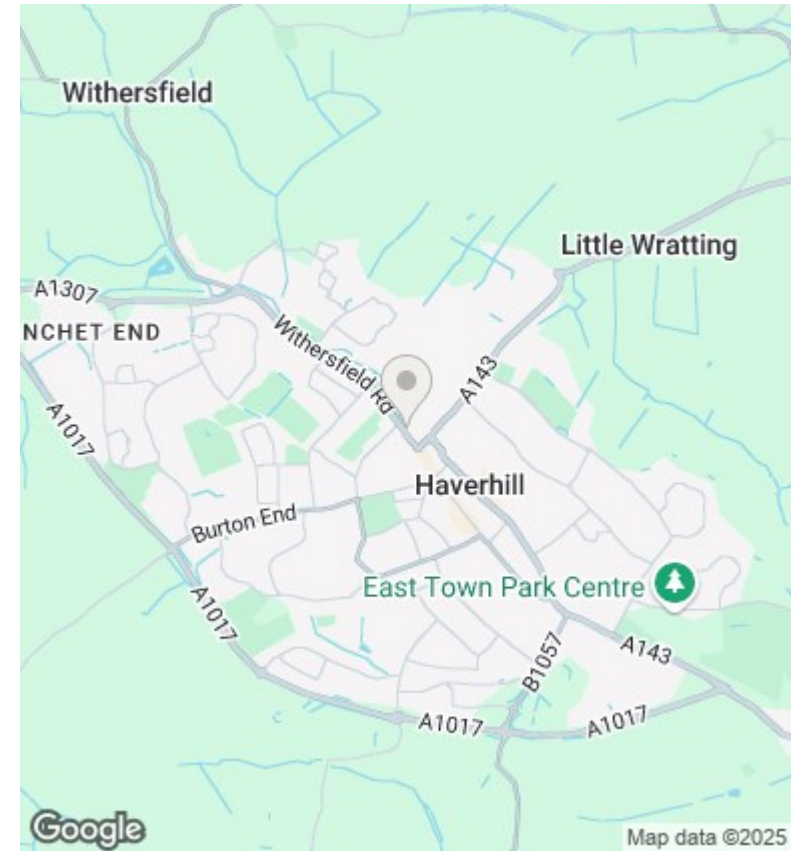 Withersfield
Little Wratting
A1307
NCHET END
Withersfield Rd
A143
A1017
Haverhill
Burton End
East Town Park Centre
A1017
A143
B1057
A1017
A1017
Google
Map data ©2025